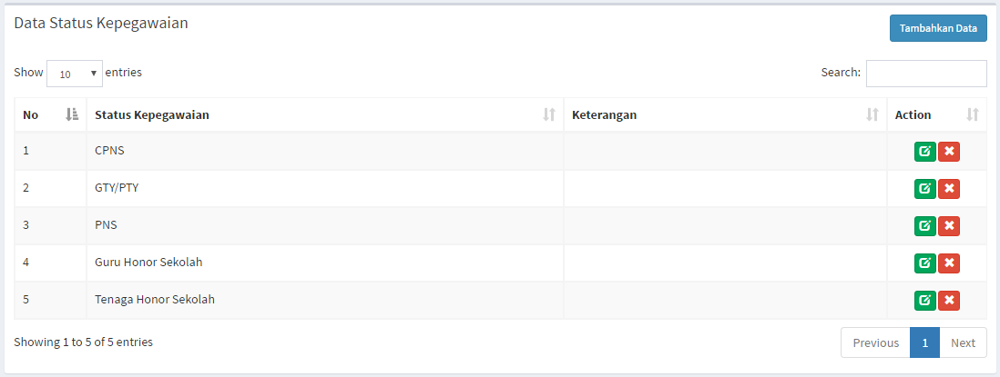 Data Status Kepegawaian
Tambahkan Data
Show 10 entries
Search:
No Status Kepegawaian Keterangan Action
1 CPNS
2 GTY/PTY
3 PNS
4 Guru Honor Sekolah
5 Tenaga Honor Sekolah
Showing 1 to 5 of 5 entries
Previous 1 Next